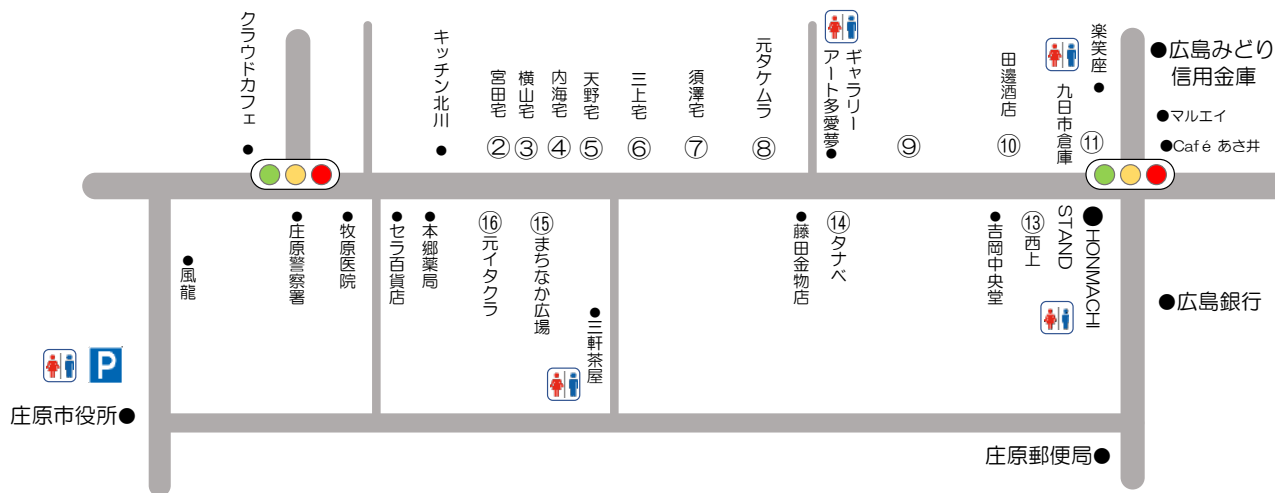 クラウドカフェ
キッチン北川
② 宮田宅
③ 横山宅
④ 内海宅
⑤ 天野宅
⑥ 三上宅
⑦ 須澤宅
⑧ 元タケムラ
ギャラリー
アート多愛夢●
⑨
⑩ 田邊酒店
九日市倉庫
⑪
楽笑座
●広島みどり
信用金庫
●マルエイ
●Café あさ井
●風龍
●庄原警察署
●牧原医院
●セラ百貨店
●本郷薬局
⑯元イタクラ
⑮まちなか広場
●三軒茶屋
●藤田金物店
⑭タナベ
●吉岡中央堂
⑬西上
●HONMACHI
STAND
●広島銀行
P
庄原市役所●
庄原郵便局●